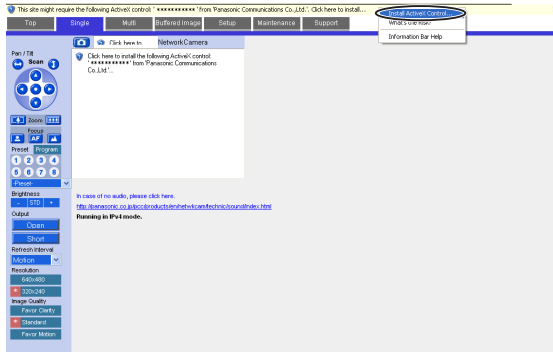 This site might require the following ActiveX control: ' *********** ' from 'Panasonic Communications Co.,Ltd.'. Click here to install...
Install ActiveX Control...
What's the Risk?
Information Bar Help
Top Single Multi Buffered Image Setup Maintenance Support
Click here to
NetworkCamera
Click here to install the following ActiveX control:
' *********** ' from 'Panasonic Communications
Co.,Ltd.'...
Pan / Tilt
Scan
Zoom
Focus
AF
Preset Program
1 2 3 4
5 6 7 8
-Preset-
Brightness
- STD +
Output
Open
Short
Refresh Interval
Motion
Resolution
640x480
* 320x240
Image Quality
Favor Clarity
* Standard
Favor Motion
In case of no audio, please click here.
http://panasonic.co.jp/pcc/products/en/netwkcam/technic/sound/index.html
Running in IPv4 mode.